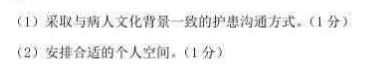 (1) 采取与病人文化背景一致的护患沟通方式。(1 分)
(2) 安排合适的个人空间。(1 分)